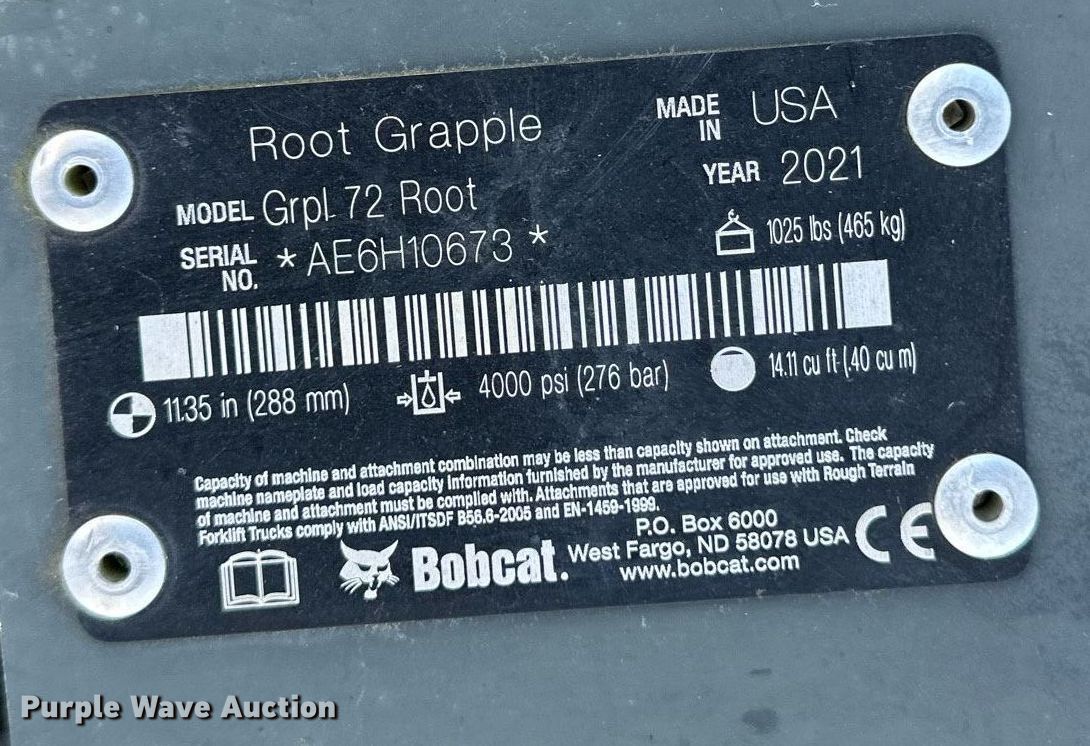 Root Grapple
MADE IN USA
MODEL Grpl 72 Root
YEAR 2021
SERIAL NO. *AE6H10673*
1025 lbs (465 kg)
11.35 in (288 mm)
4000 psi (276 bar)
14.11 cu ft (.40 cu m)
Capacity of machine and attachment combination may be less than capacity shown on attachment. Check
machine nameplate and load capacity information furnished by the manufacturer for approved use. The capacity
of machine and attachment must be complied with. Attachments that are approved for use with Rough Terrain
Forklift Trucks comply with ANSI/ITSDF B56.6-2005 and EN-1459-1999.
Bobcat.
P.O. Box 6000
West Fargo, ND 58078 USA
www.bobcat.com
CE
Purple Wave Auction